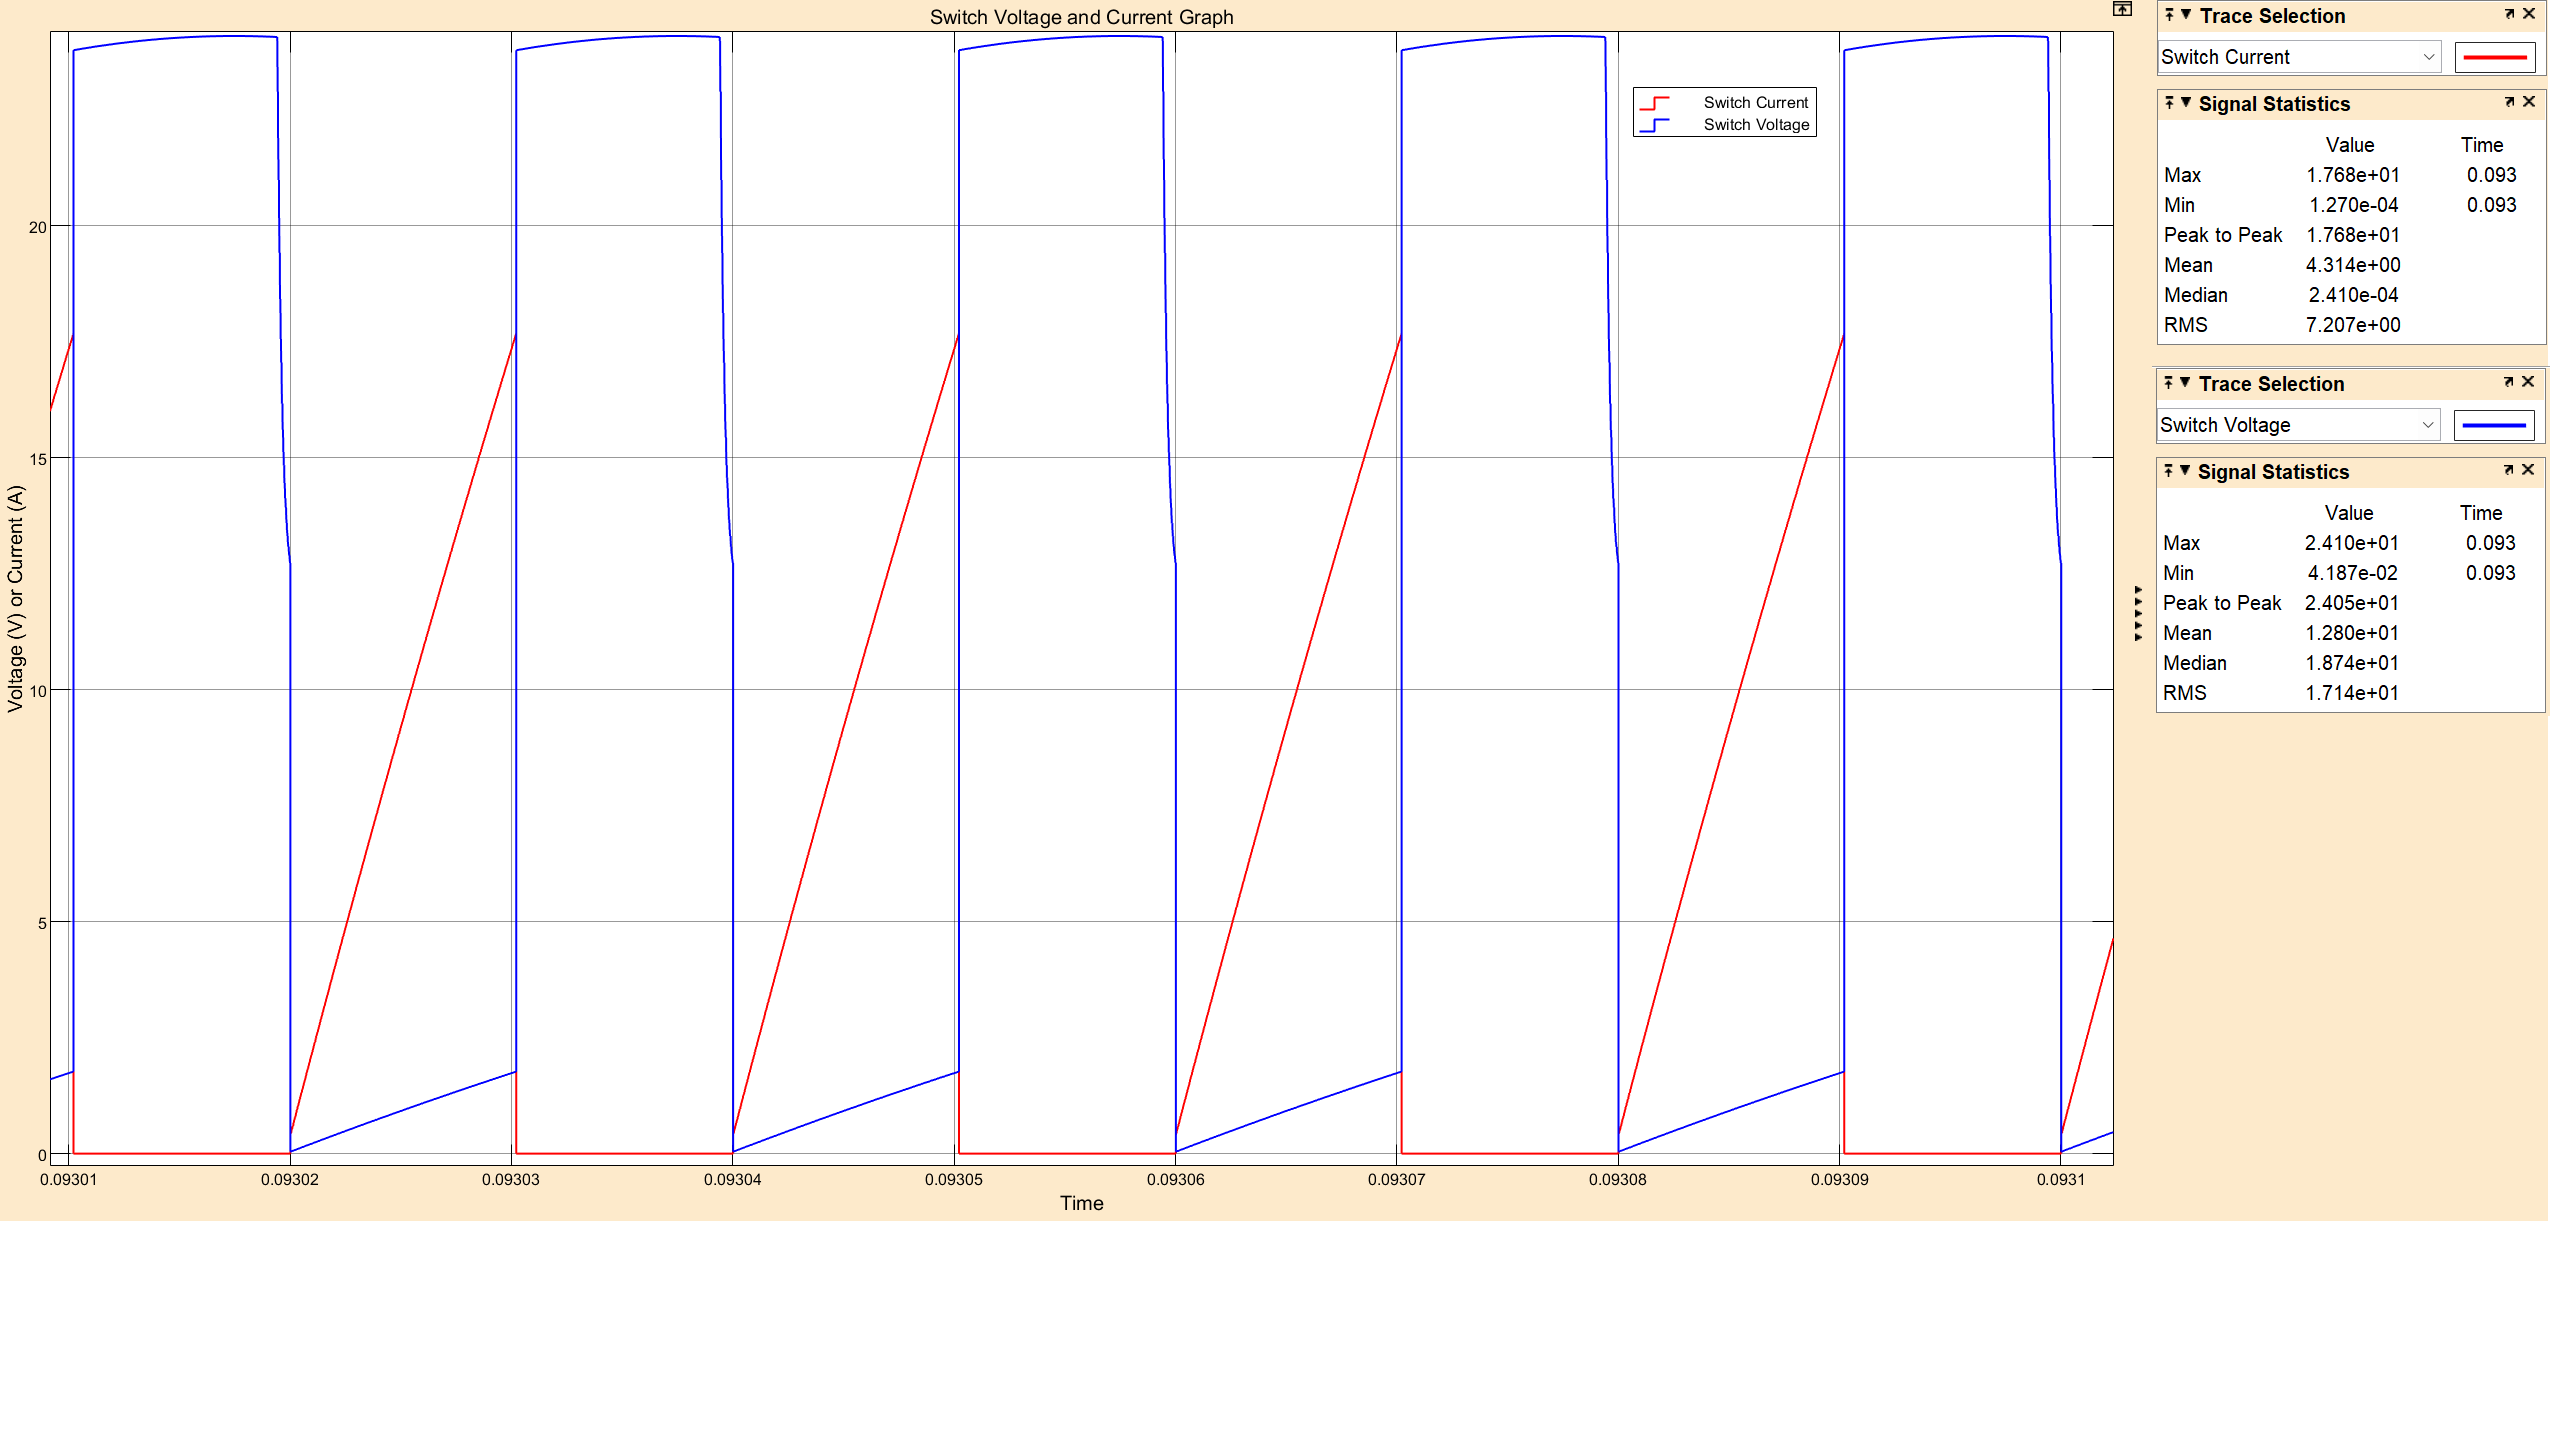 Switch Voltage and Current Graph
Switch Current
Switch Voltage
Voltage (V) or Current (A)
20
15
10
5
0
0.09301 0.09302 0.09303 0.09304 0.09305 0.09306 0.09307 0.09308 0.09309 0.0931
Time
Trace Selection
Switch Current
Signal Statistics
Value Time
Max 1.768e+01 0.093
Min 1.270e-04 0.093
Peak to Peak 1.768e+01
Mean 4.314e+00
Median 2.410e-04
RMS 7.207e+00
Trace Selection
Switch Voltage
Signal Statistics
Value Time
Max 2.410e+01 0.093
Min 4.187e-02 0.093
Peak to Peak 2.405e+01
Mean 1.280e+01
Median 1.874e+01
RMS 1.714e+01